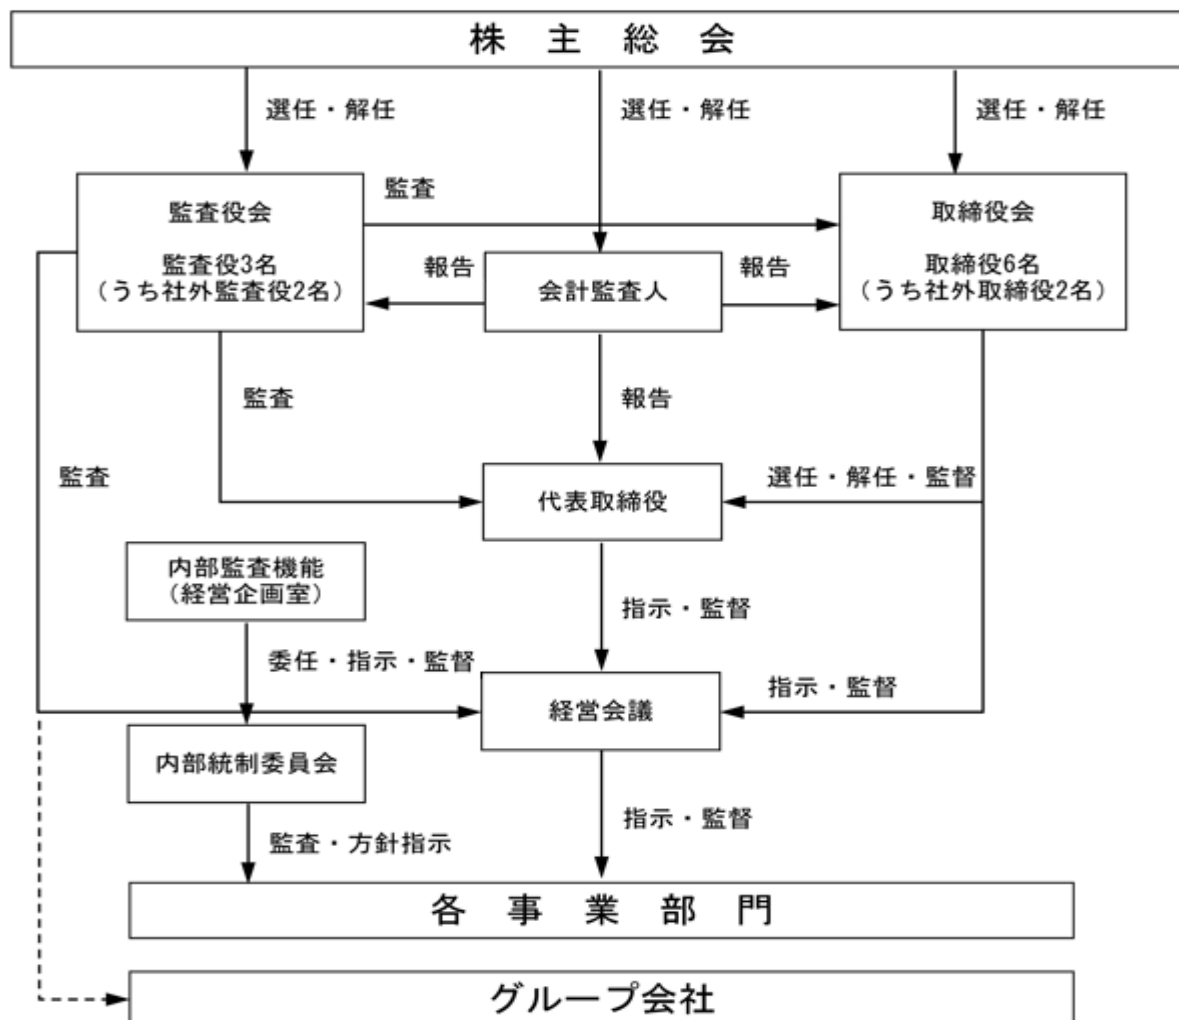 株主総会
選任・解任
選任・解任
選任・解任
監査役会
監査役3名
（うち社外監査役2名）
監査
取締役会
取締役6名
（うち社外取締役2名）
報告
会計監査人
報告
監査
報告
監査
代表取締役
選任・解任・監督
内部監査機能
（経営企画室）
指示・監督
委任・指示・監督
経営会議
指示・監督
内部統制委員会
監査・方針指示
指示・監督
各事業部門
グループ会社